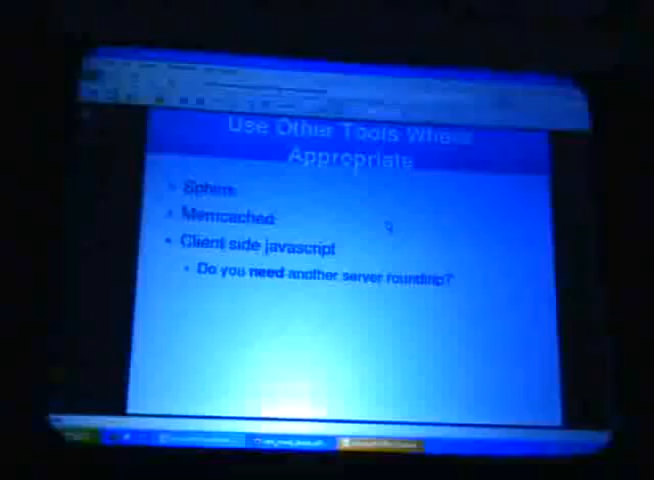 Use Other Tools Where
Appropriate
Sphinx
Memcached
Client side javascript
Do you need another server roundtrip?